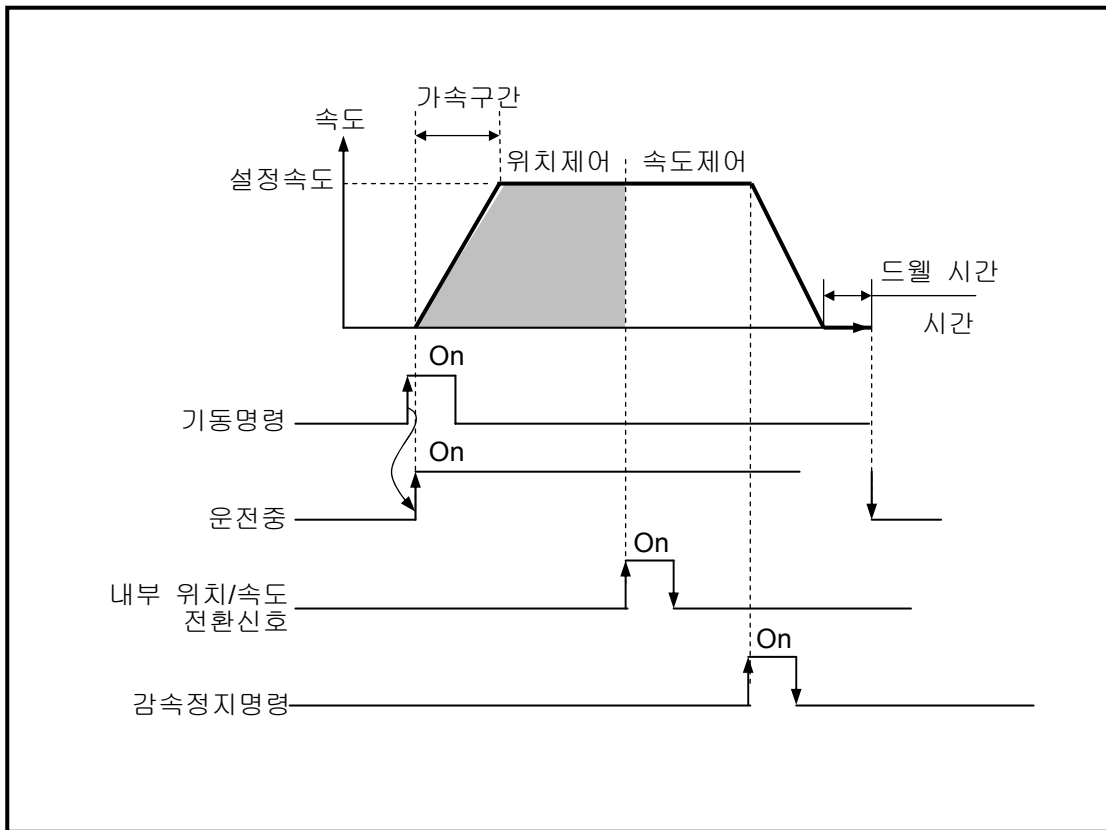 가속구간
속도
위치제어
속도제어
설정속도
드웰 시간
시간
On
기동명령
On
운전중
On
내부 위치/속도
전환신호
On
감속정지명령